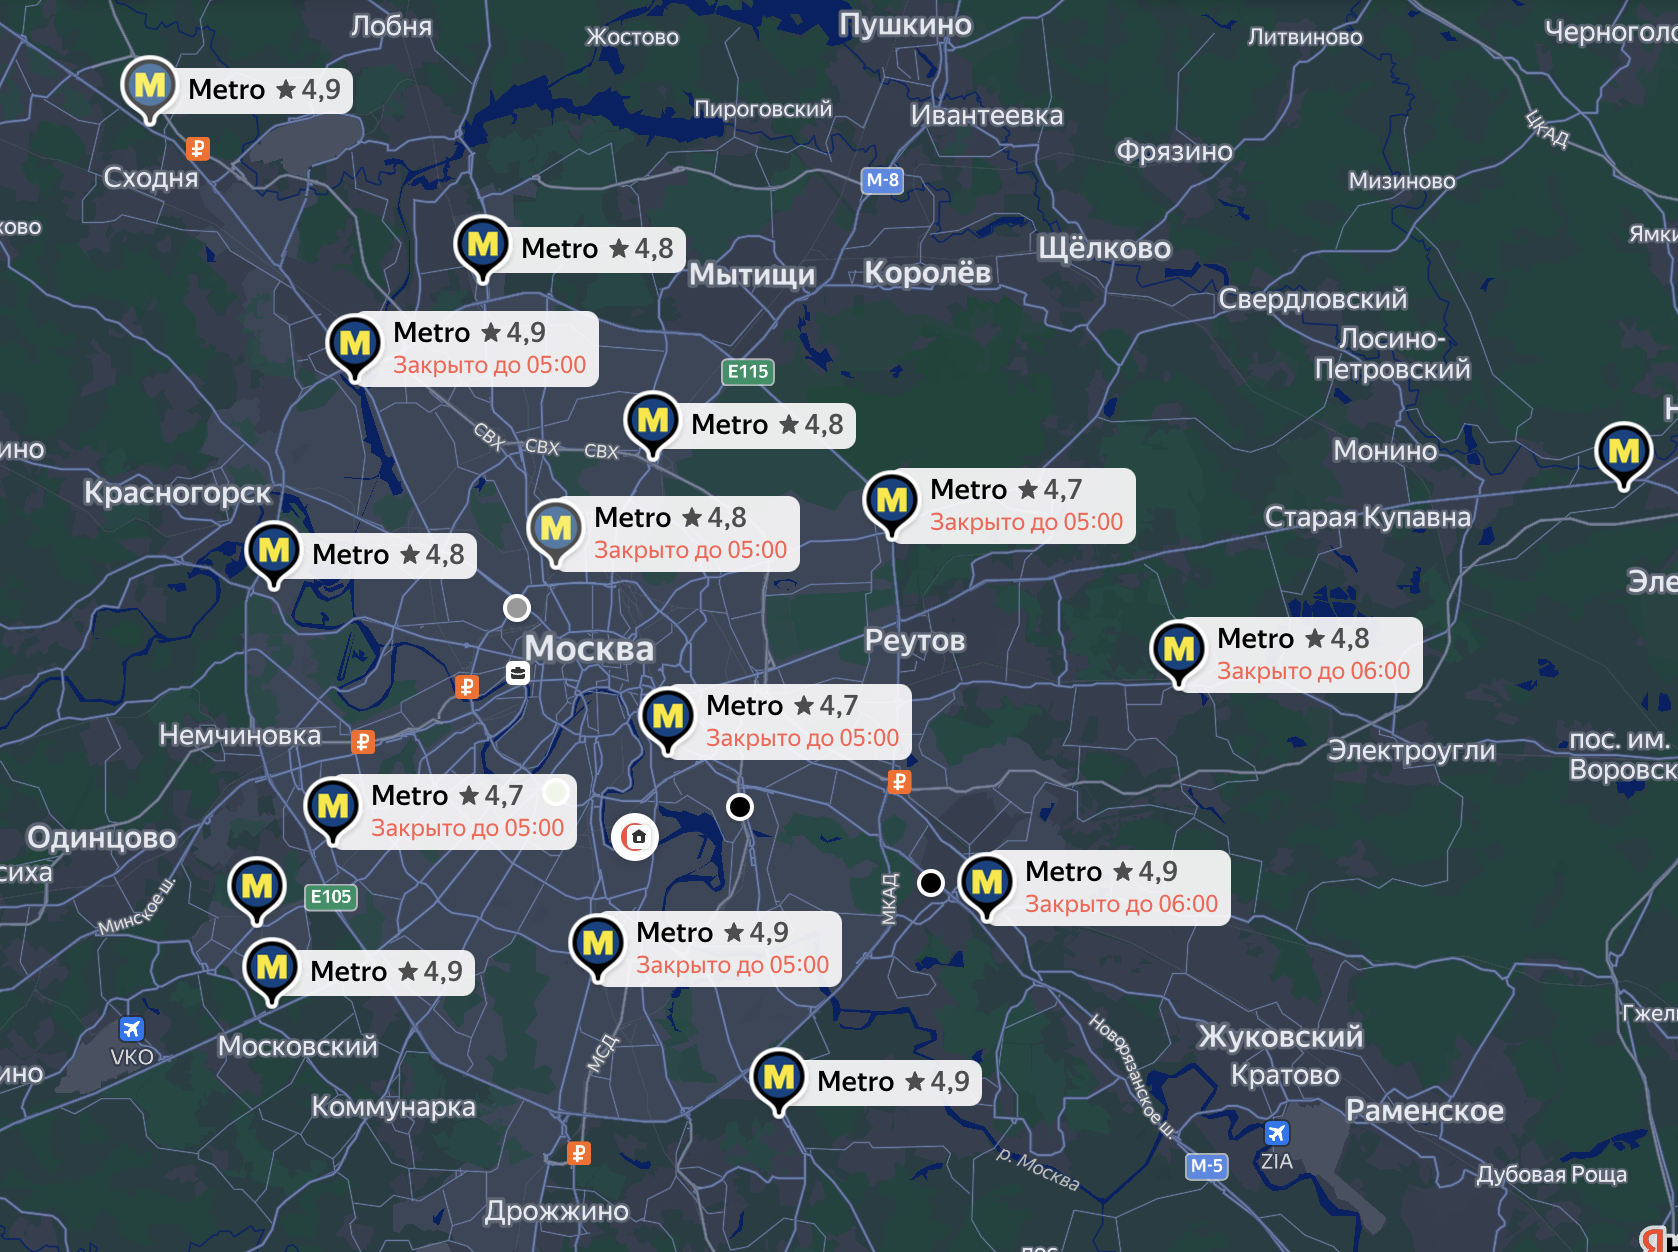 Лобня
Жостово
Пушкино
Литвиново
Черноголо
M
Metro ★ 4,9
Пироговский
Ивантеевка
ЦКАД
₽
Сходня
Фрязино
М-8
Мизиново
ково
Ямки
M
Metro ★ 4,8
Мытищи
Королёв
Щёлково
Свердловский
M
Metro ★ 4,9
Закрыто до 05:00
Лосино-
Петровский
Е115
M
Metro ★ 4,8
СВХ
СВХ
СВХ
ино
Монино
Н
M
Красногорск
M
Metro ★ 4,7
Закрыто до 05:00
M
Metro ★ 4,8
Закрыто до 05:00
Старая Купавна
M
Metro ★ 4,8
Эле
Москва
Реутов
M
Metro ★ 4,8
Закрыто до 06:00
₽
M
Metro ★ 4,7
Закрыто до 05:00
Немчиновка
₽
Электроугли
пос. им.
Воровск
₽
M
Metro ★ 4,7
Закрыто до 05:00
Одинцово
сиха
M
Е105
Минское ш.
МКАД
M
Metro ★ 4,9
Закрыто до 06:00
M
Metro ★ 4,9
Закрыто до 05:00
M
Metro ★ 4,9
VKO
Московский
МСД
Новорязанское ш.
Жуковский
Гжель
ино
Кратово
M
Metro ★ 4,9
Коммунарка
Раменское
₽
р. Москва
М-5
ZIA
Дубовая Роща
Дрожжино
пос
Я